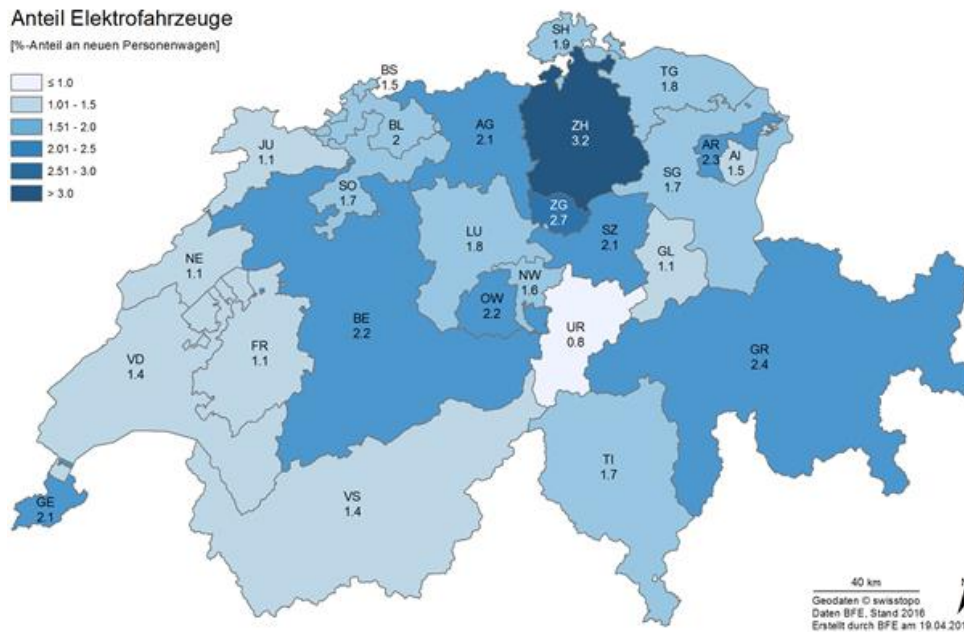 Anteil Elektrofahrzeuge
[%-Anteil an neuen Personenwagen]
≤ 1.0
1.01 - 1.5
1.51 - 2.0
2.01 - 2.5
2.51 - 3.0
> 3.0
SH
1.9
BS
1.5
TG
1.8
BL
2
AG
2.1
ZH
3.2
JU
1.1
AR
2.3
AI
1.5
SO
1.7
SG
1.7
ZG
2.7
LU
1.8
SZ
2.1
NE
1.1
GL
1.1
NW
1.6
OW
2.2
BE
2.2
UR
0.8
FR
1.1
VD
1.4
GR
2.4
TI
1.7
VS
1.4
GE
2.1
40 km
Geodaten © swisstopo
Daten BFE, Stand 2016
Erstellt durch BFE am 19.04.201